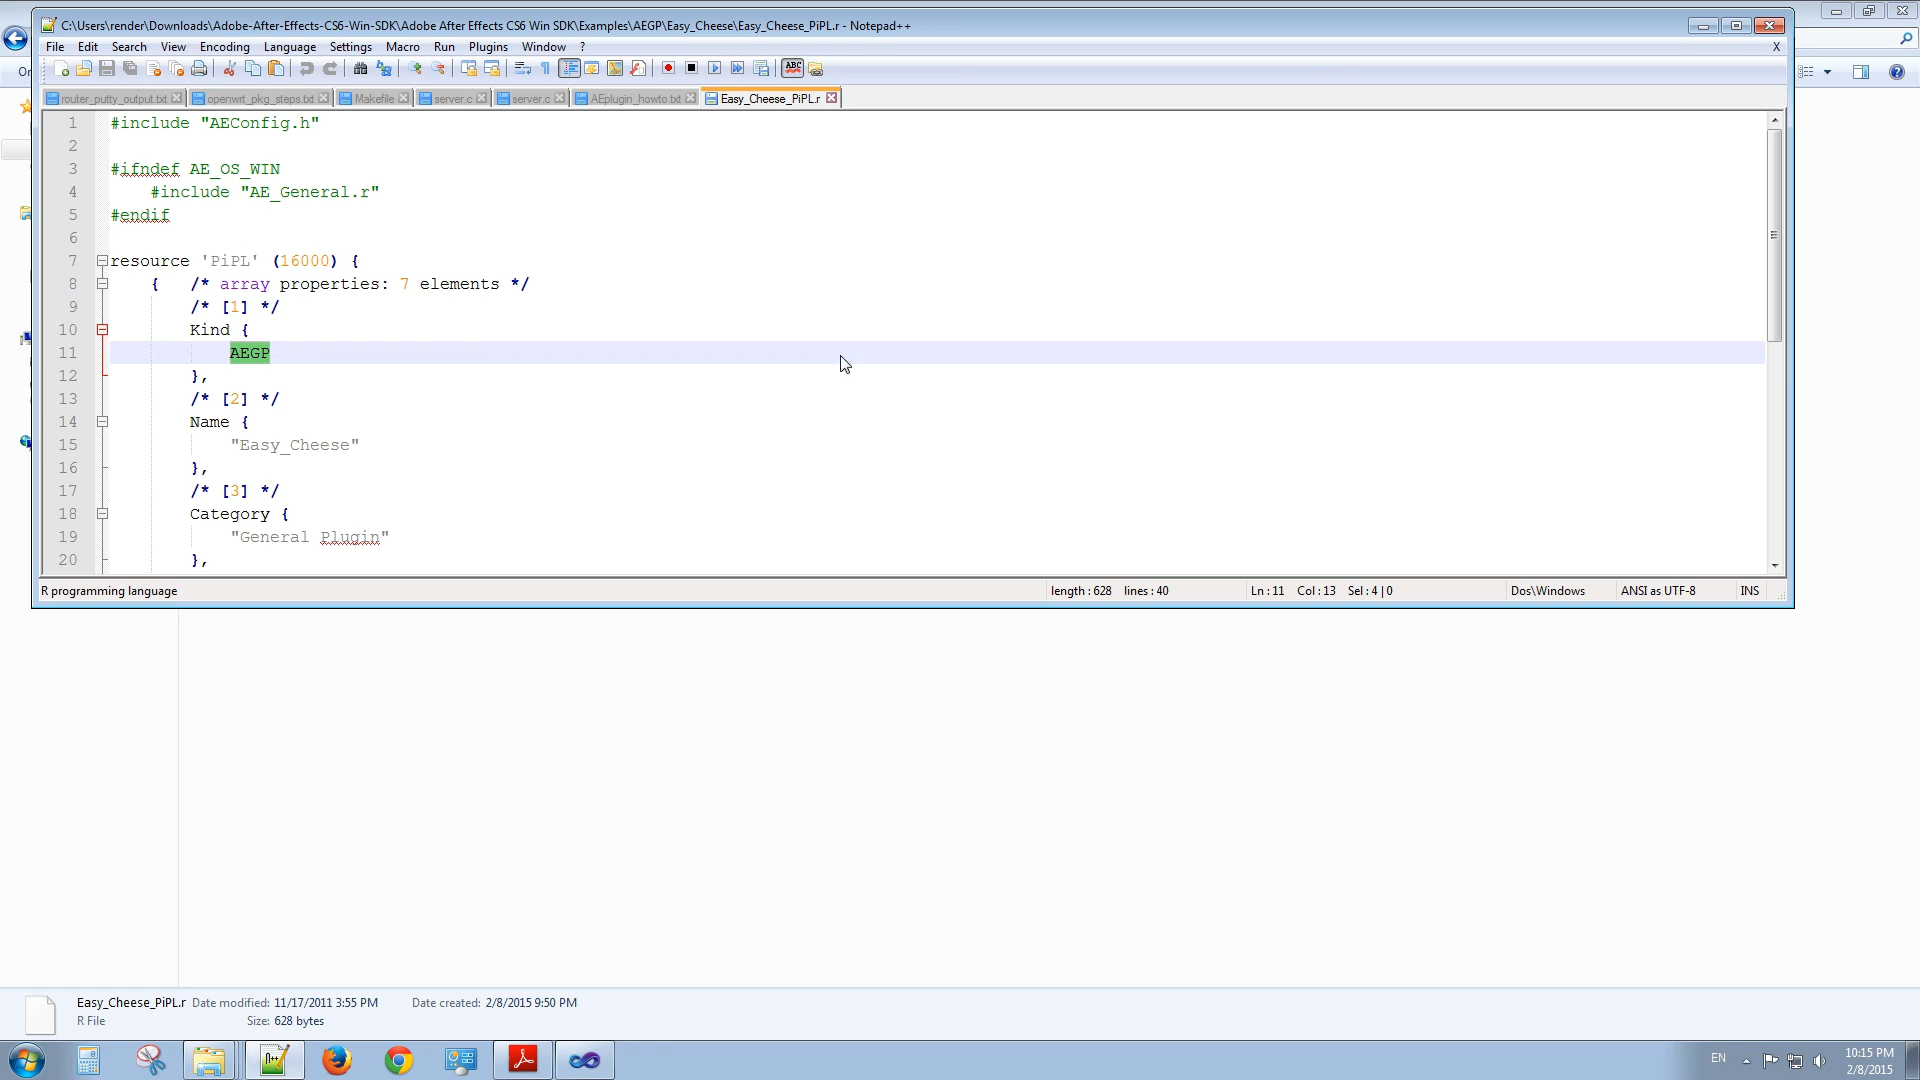 C:\Users\render\Downloads\Adobe-After-Effects-CS6-Win-SDK\Adobe After Effects CS6 Win SDK\Examples\AEGP\Easy_Cheese\Easy_Cheese_PiPL.r - Notepad++
File Edit Search View Encoding Language Settings Macro Run Plugins Window ? X
router_putty_output.txt openwrt_pkg_steps.txt Makefile server.c server.c AEplugin_howto.txt Easy_Cheese_PiPL.r
1 #include "AEConfig.h"
2
3 #ifndef AE_OS_WIN
4 #include "AE_General.r"
5 #endif
6
7 resource 'PiPL' (16000) {
8 { /* array properties: 7 elements */
9 /* [1] */
10 Kind {
11 AEGP
12 },
13 /* [2] */
14 Name {
15 "Easy_Cheese"
16 },
17 /* [3] */
18 Category {
19 "General Plugin"
20 },
R programming language length : 628 lines : 40 Ln : 11 Col : 13 Sel : 4 | 0 Dos\Windows ANSI as UTF-8 INS
Easy_Cheese_PiPL.r Date modified: 11/17/2011 3:55 PM Date created: 2/8/2015 9:50 PM
R File Size: 628 bytes
EN 10:15 PM
2/8/2015